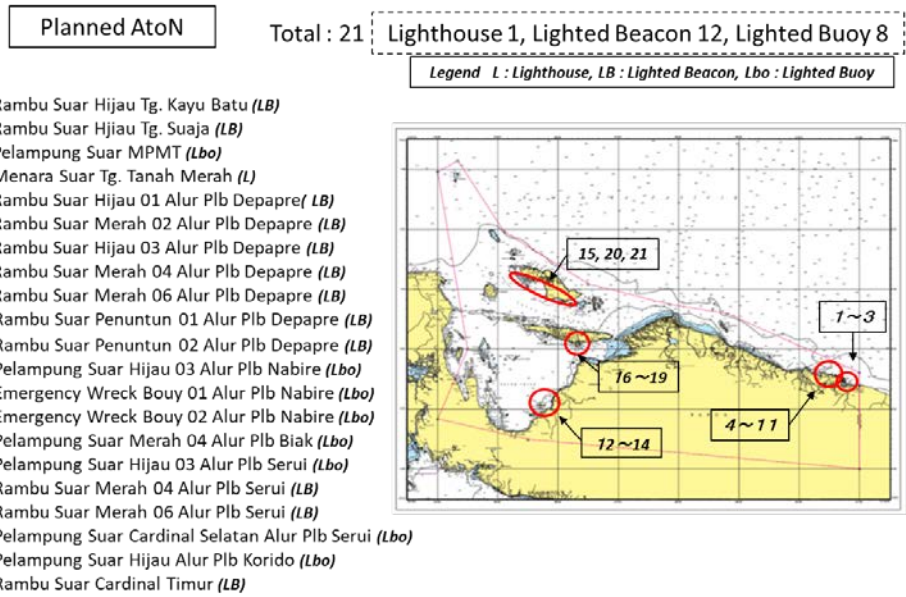 Planned AtoN
Total : 21 Lighthouse 1, Lighted Beacon 12, Lighted Buoy 8
Legend L : Lighthouse, LB : Lighted Beacon, Lbo : Lighted Buoy
Rambu Suar Hijau Tg. Kayu Batu (LB)
Rambu Suar Hjiau Tg. Suaja (LB)
Pelampung Suar MPMT (Lbo)
Menara Suar Tg. Tanah Merah (L)
Rambu Suar Hijau 01 Alur Plb Depapre( LB)
Rambu Suar Merah 02 Alur Plb Depapre (LB)
Rambu Suar Hijau 03 Alur Plb Depapre (LB)
Rambu Suar Merah 04 Alur Plb Depapre (LB)
Rambu Suar Merah 06 Alur Plb Depapre (LB)
Rambu Suar Penuntun 01 Alur Plb Depapre (LB)
Rambu Suar Penuntun 02 Alur Plb Depapre (LB)
Pelampung Suar Hijau 03 Alur Plb Nabire (Lbo)
Emergency Wreck Bouy 01 Alur Plb Nabire (Lbo)
Emergency Wreck Bouy 02 Alur Plb Nabire (Lbo)
Pelampung Suar Merah 04 Alur Plb Biak (Lbo)
Pelampung Suar Hijau 03 Alur Plb Serui (Lbo)
Rambu Suar Merah 04 Alur Plb Serui (LB)
Rambu Suar Merah 06 Alur Plb Serui (LB)
Pelampung Suar Cardinal Selatan Alur Plb Serui (Lbo)
Pelampung Suar Hijau Alur Plb Korido (Lbo)
Rambu Suar Cardinal Timur (LB)
15, 20, 21
1～3
16～19
4～11
12～14